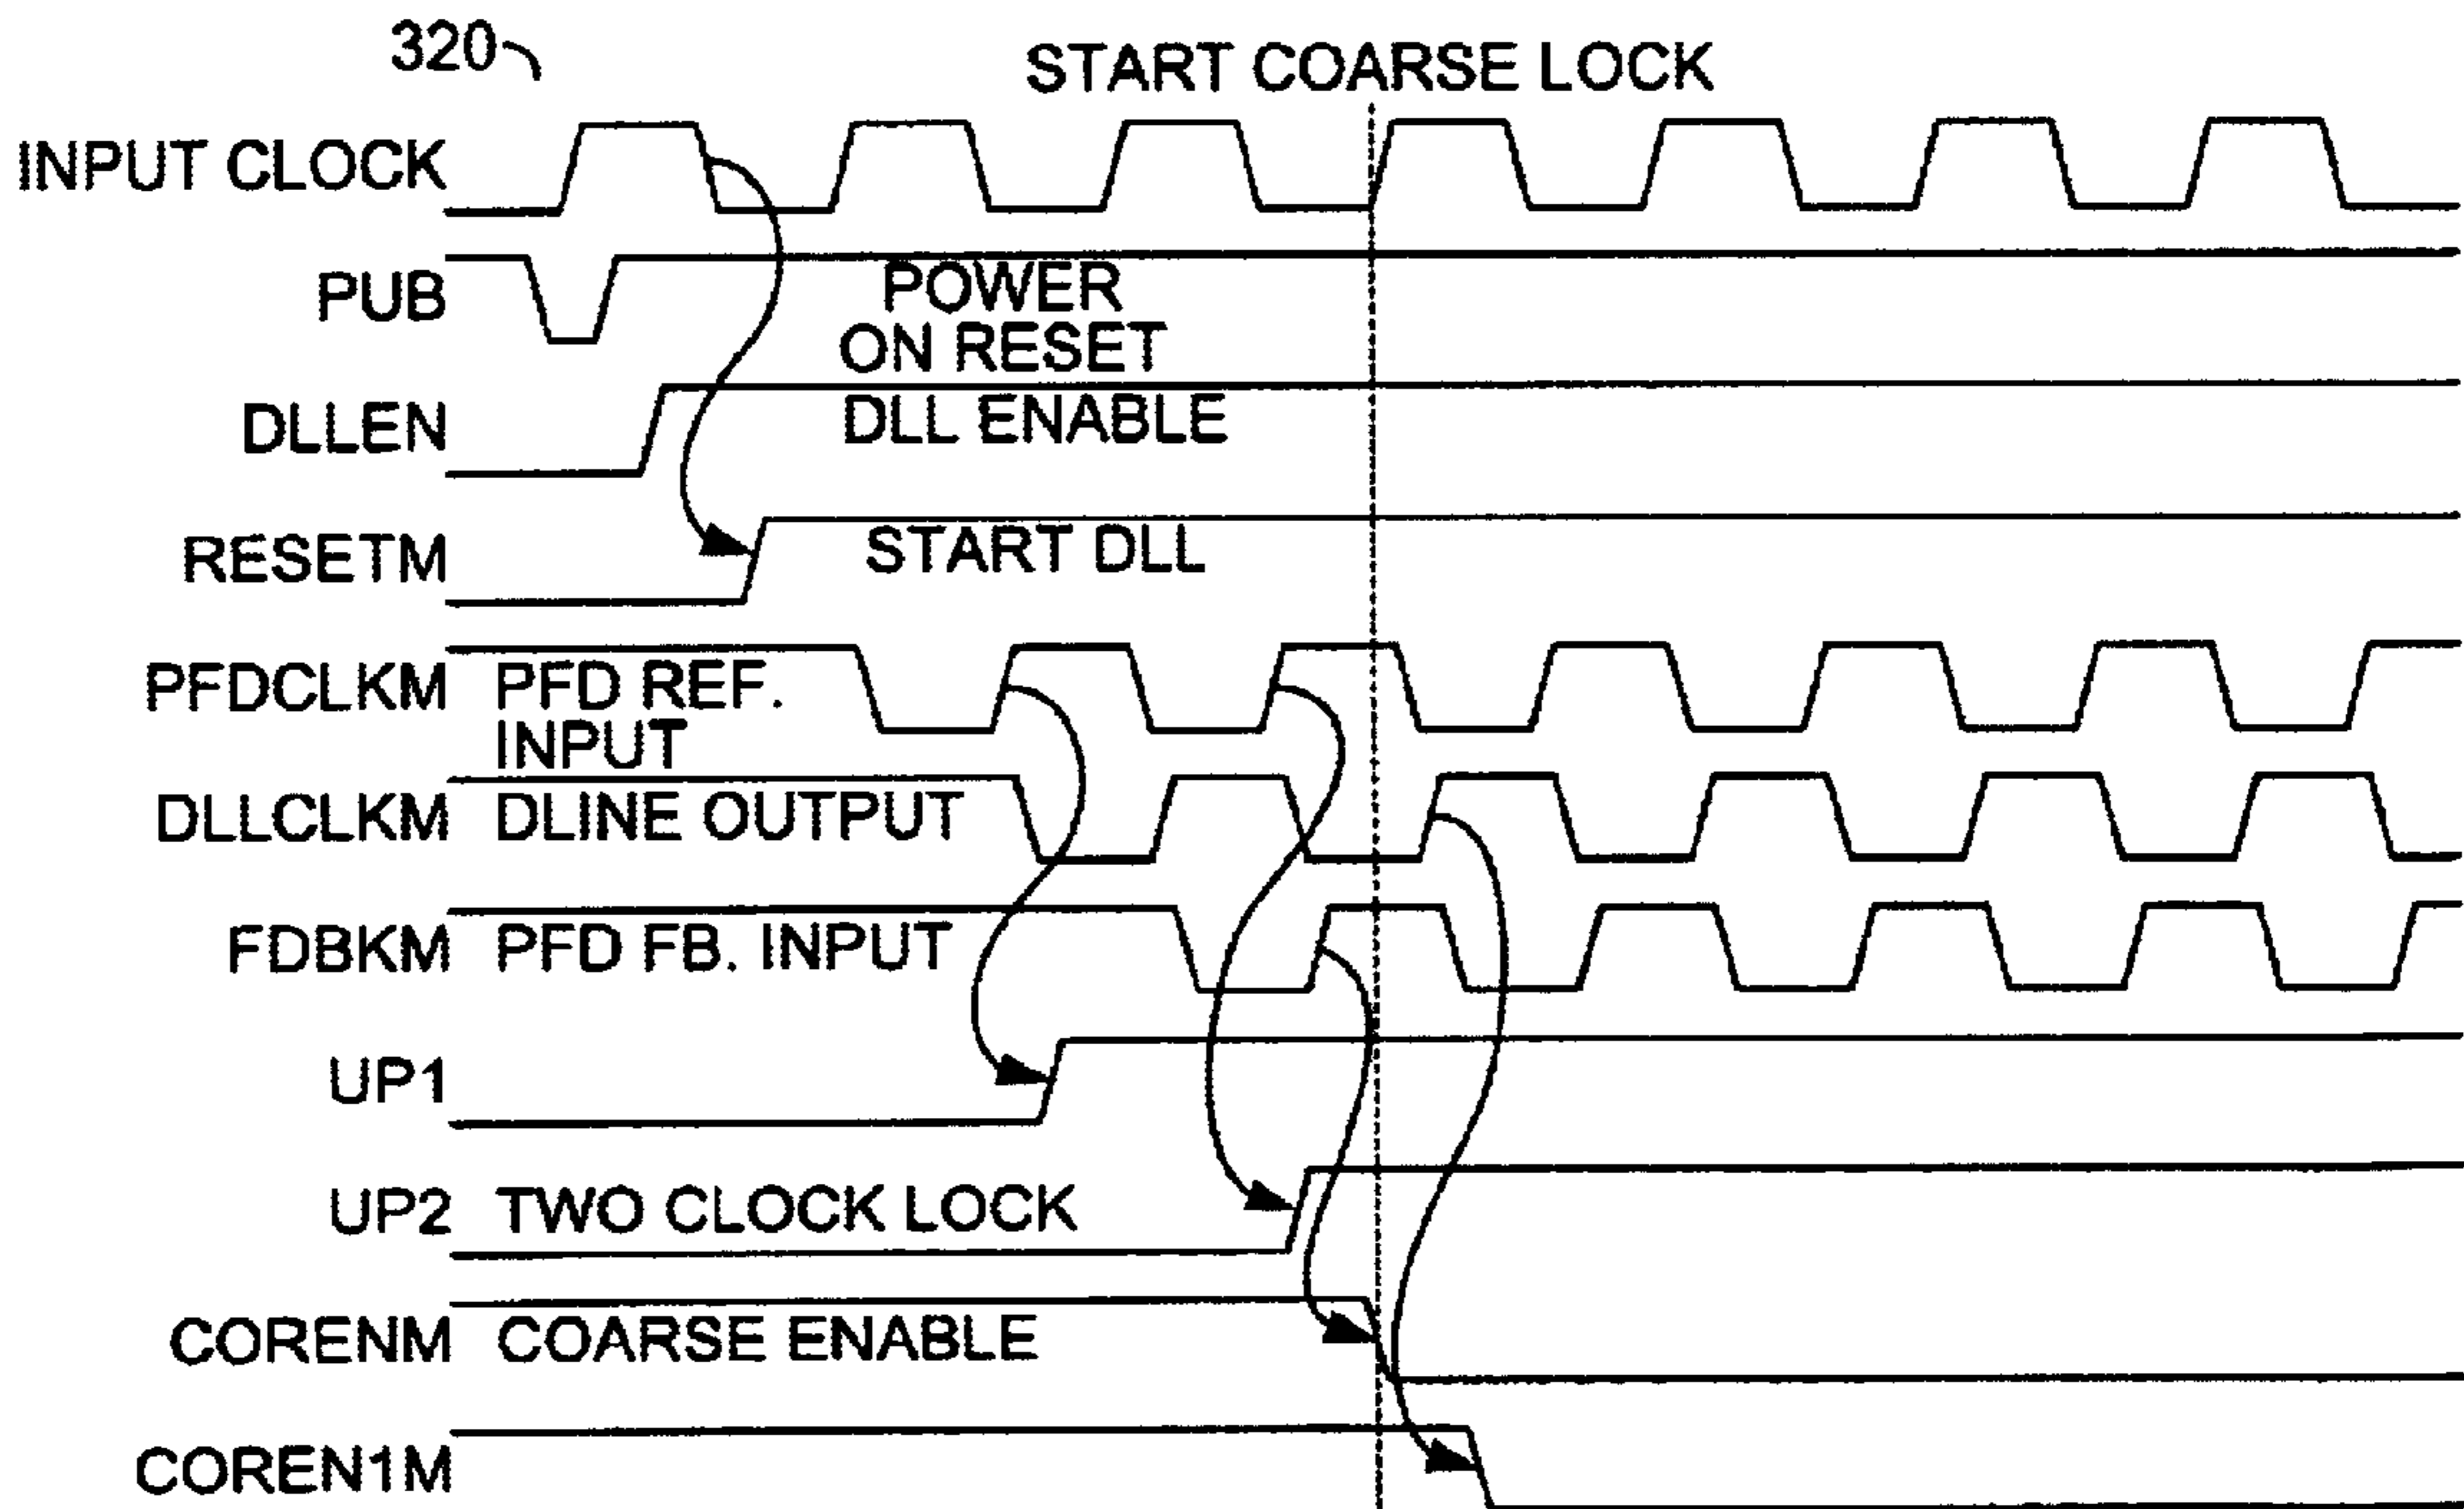 320
START COARSE LOCK
INPUT CLOCK
PUB
POWER
ON RESET
DLLEN
DLL ENABLE
RESETM
START DLL
PFDCLKM PFD REF.
INPUT
DLLCLKM DLINE OUTPUT
FDBKM PFD FB. INPUT
UP1
UP2 TWO CLOCK LOCK
CORENM COARSE ENABLE
COREN1M